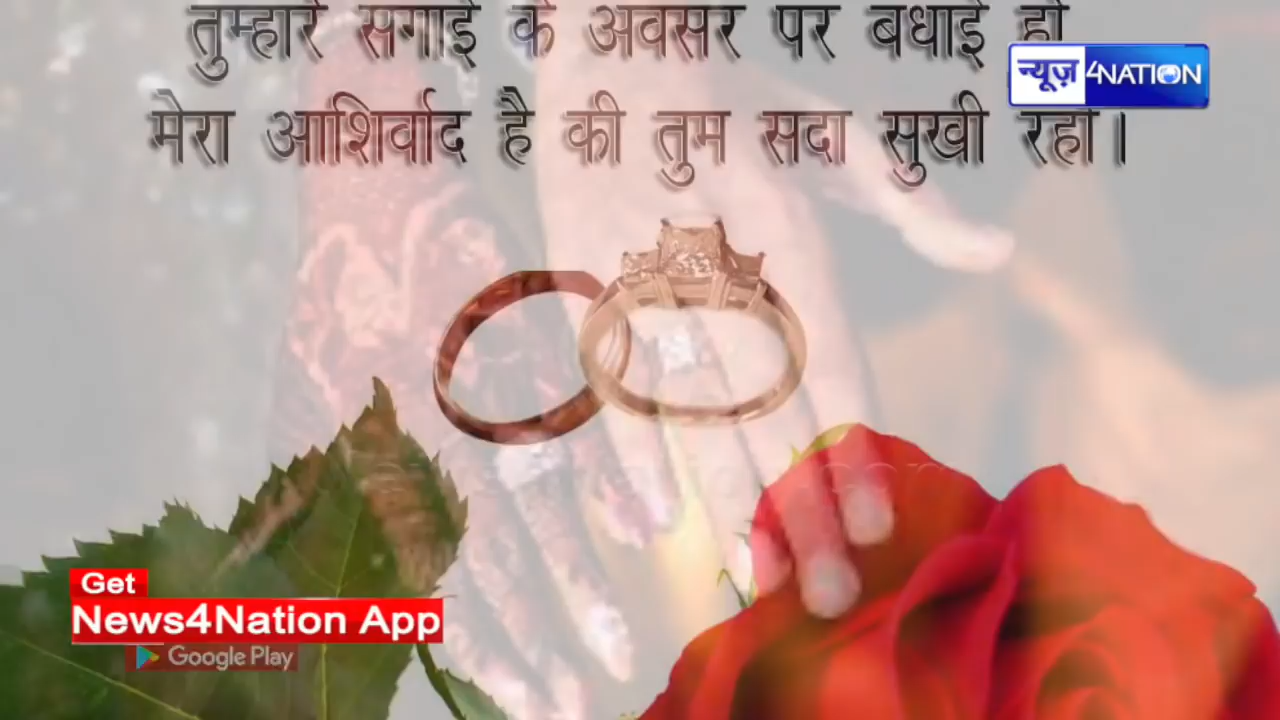 तुम्हारे सगाई के अवसर पर बधाई हो
मेरा आशिर्वाद है की तुम सदा सुखी रहो।
न्यूज़ 4NATION
Get
News4Nation App
Google Play